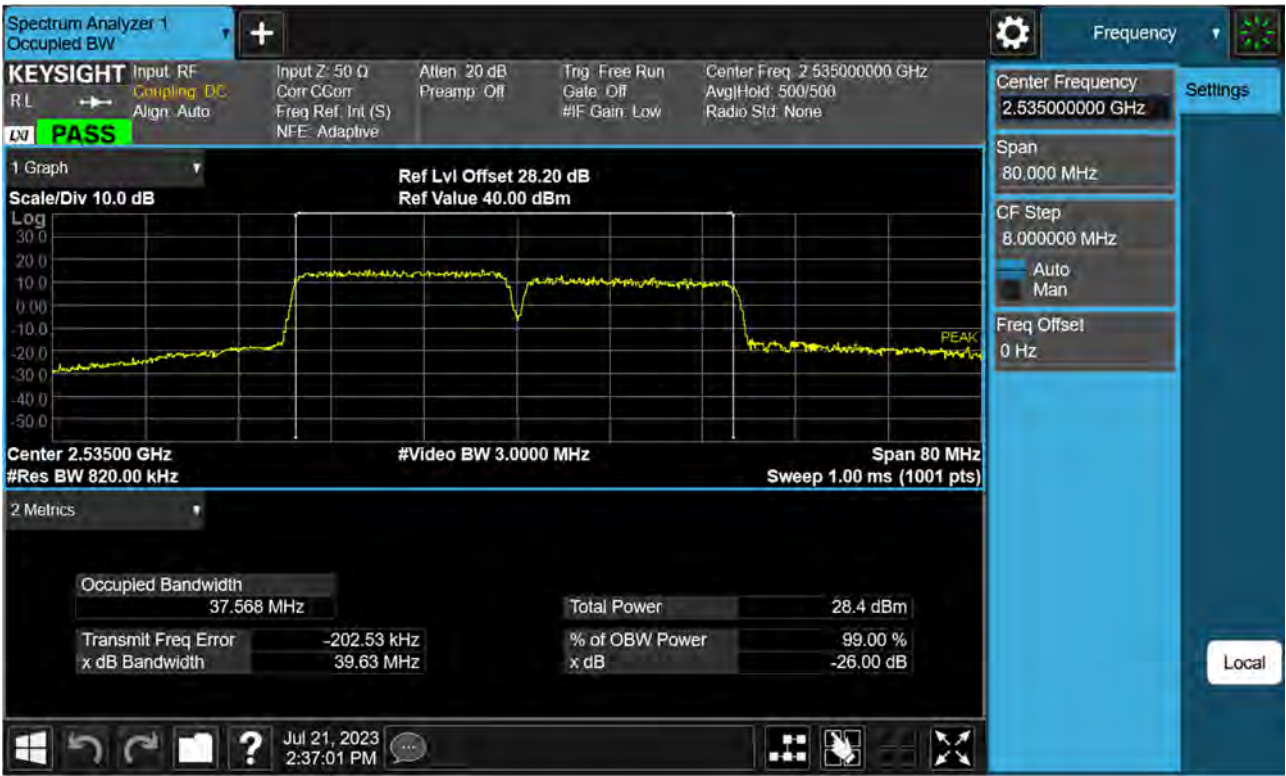 Spectrum Analyzer 1
Occupied BW
+
Frequency
KEYSIGHT
R L
LXI
PASS
Input: RF
Coupling: DC
Align: Auto
Input Z: 50 Ω
Corr CCorr
Freq Ref: Int (S)
NFE: Adaptive
Atten: 20 dB
Preamp: Off
Trig: Free Run
Gate: Off
#IF Gain: Low
Center Freq: 2.535000000 GHz
Avg|Hold: 500/500
Radio Std: None
1 Graph
Scale/Div 10.0 dB
Ref Lvl Offset 28.20 dB
Ref Value 40.00 dBm
Log
30.0
20.0
10.0
0.00
-10.0
-20.0
-30.0
-40.0
-50.0
PEAK
Center 2.53500 GHz
#Video BW 3.0000 MHz
Span 80 MHz
#Res BW 820.00 kHz
Sweep 1.00 ms (1001 pts)
2 Metrics
Occupied Bandwidth
37.568 MHz
Total Power 28.4 dBm
Transmit Freq Error -202.53 kHz
% of OBW Power 99.00 %
x dB Bandwidth 39.63 MHz
x dB -26.00 dB
Center Frequency
2.535000000 GHz
Settings
Span
80.000 MHz
CF Step
8.000000 MHz
Auto
Man
Freq Offset
0 Hz
Local
?
Jul 21, 2023
2:37:01 PM